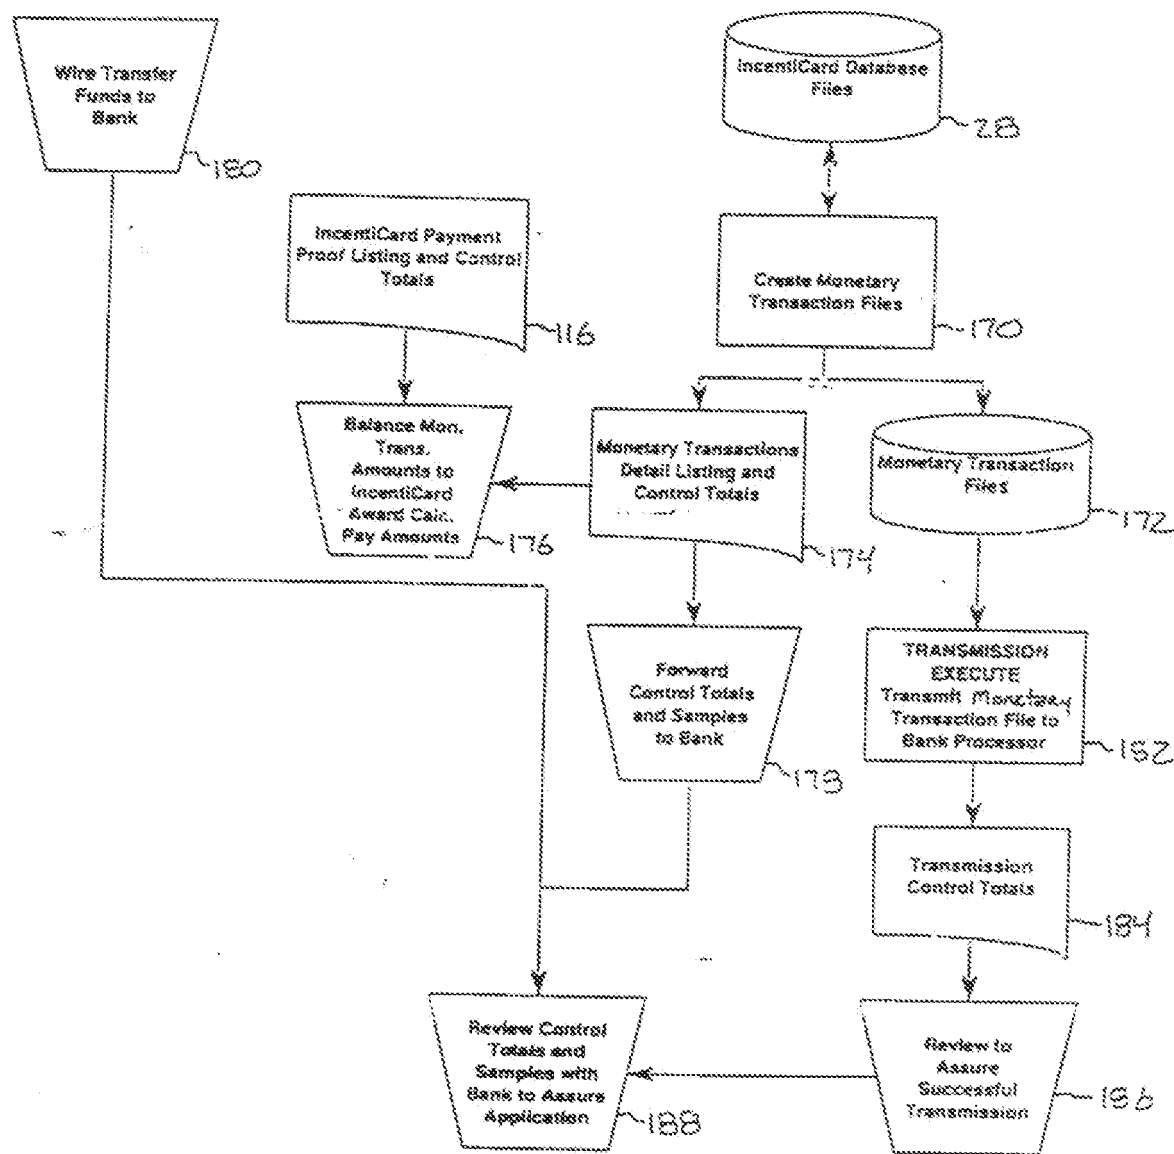 Wire Transfer
Funds to
Bank
180
IncentiCard Database
Files
28
IncentiCard Payment
Proof Listing and Control
Totals
116
Create Monetary
Transaction Files
170
Balance Mon.
Trans.
Amounts to
IncentiCard
Award Calc.
Pay Amounts
176
Monetary Transactions
Detail Listing and
Control Totals
174
Monetary Transaction
Files
172
Forward
Control Totals
and Samples
to Bank
178
TRANSMISSION
EXECUTE
Transmit Monetary
Transaction File to
Bank Processor
182
Transmission
Control Totals
184
Review Control
Totals and
Samples with
Bank to Assure
Application
188
Review to
Assure
Successful
Transmission
186